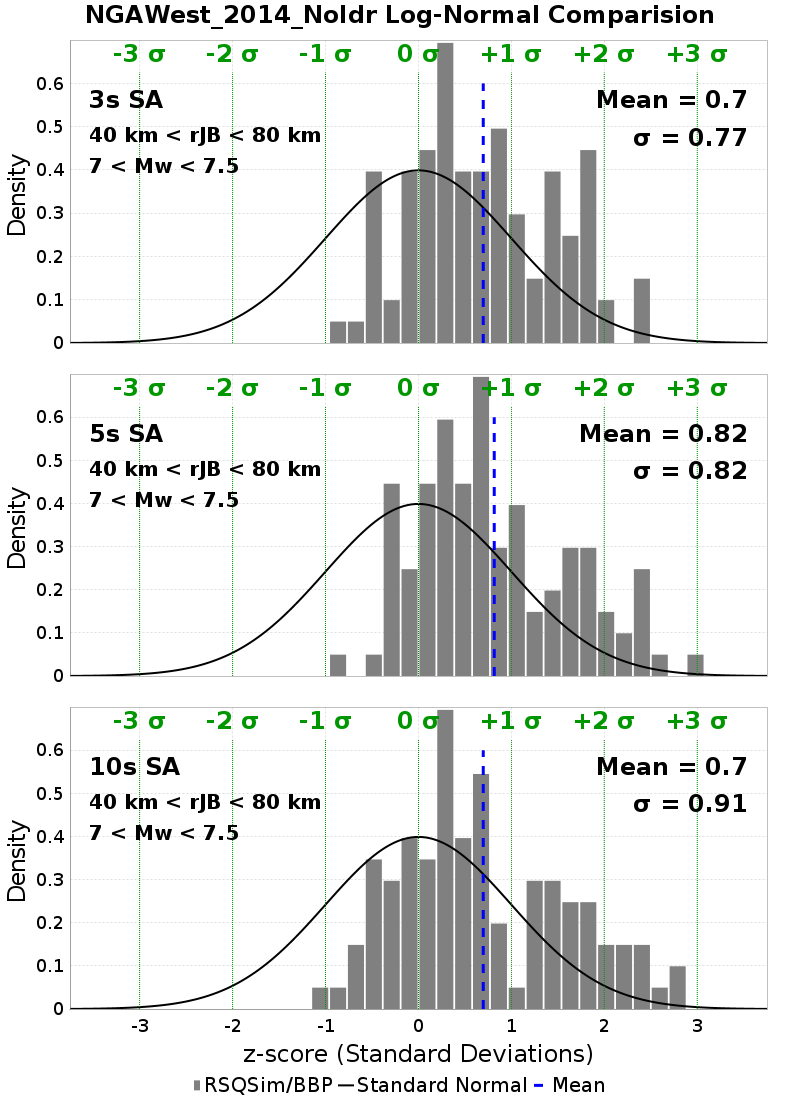 NGAWest_2014_NoIdr Log-Normal Comparision
-3 σ -2 σ -1 σ 0 σ +1 σ +2 σ +3 σ
3s SA
Mean = 0.7
40 km < rJB < 80 km
σ = 0.77
7 < Mw < 7.5
Density
0.6
0.5
0.4
0.3
0.2
0.1
0
-3 σ -2 σ -1 σ 0 σ +1 σ +2 σ +3 σ
5s SA
Mean = 0.82
40 km < rJB < 80 km
σ = 0.82
7 < Mw < 7.5
Density
0.6
0.5
0.4
0.3
0.2
0.1
0
-3 σ -2 σ -1 σ 0 σ +1 σ +2 σ +3 σ
10s SA
Mean = 0.7
40 km < rJB < 80 km
σ = 0.91
7 < Mw < 7.5
Density
0.6
0.5
0.4
0.3
0.2
0.1
0
-3 -2 -1 0 1 2 3
z-score (Standard Deviations)
RSQSim/BBP Standard Normal Mean